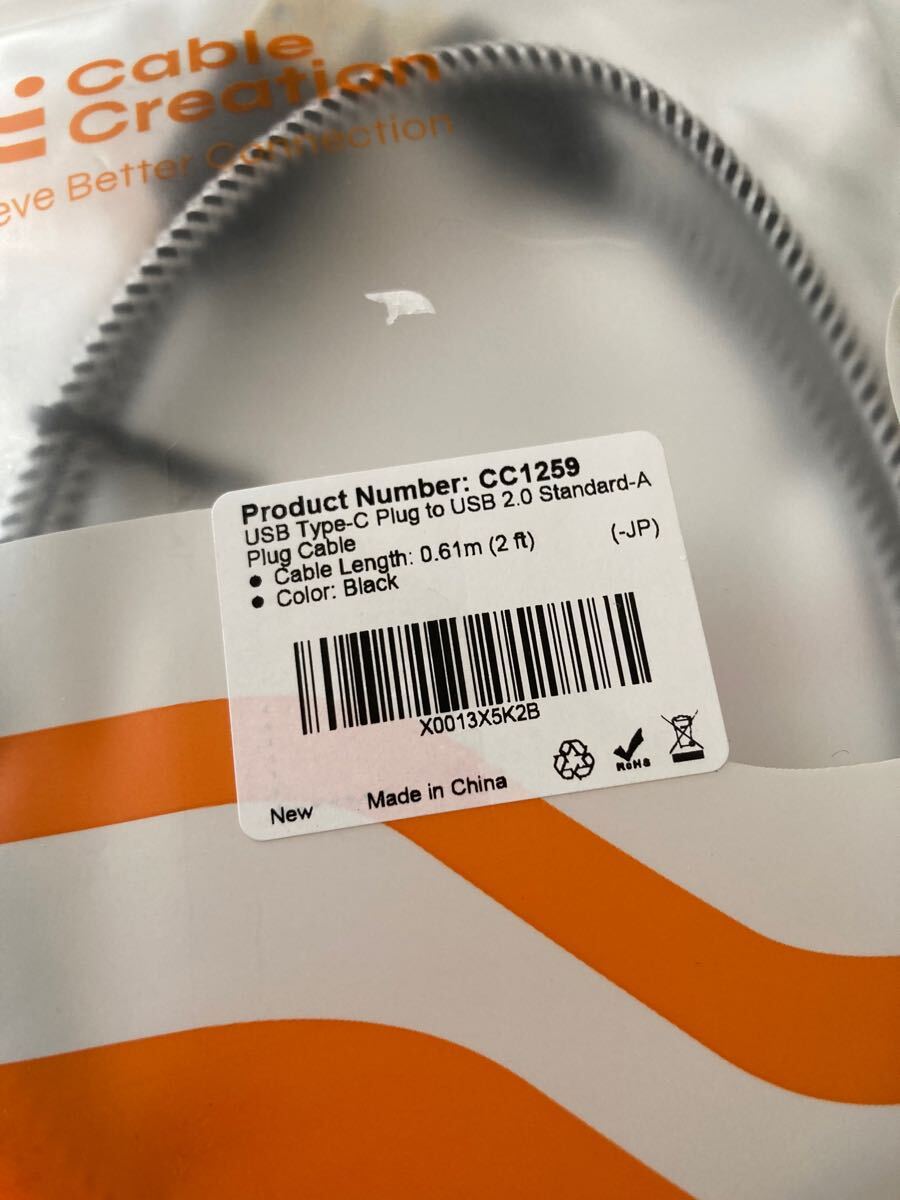 Cable
Creation
eve Better Connection
Product Number: CC1259
USB Type-C Plug to USB 2.0 Standard-A
Plug Cable
● Cable Length: 0.61m (2 ft) (-JP)
● Color: Black
X0013X5K2B
RoHS
New Made in China